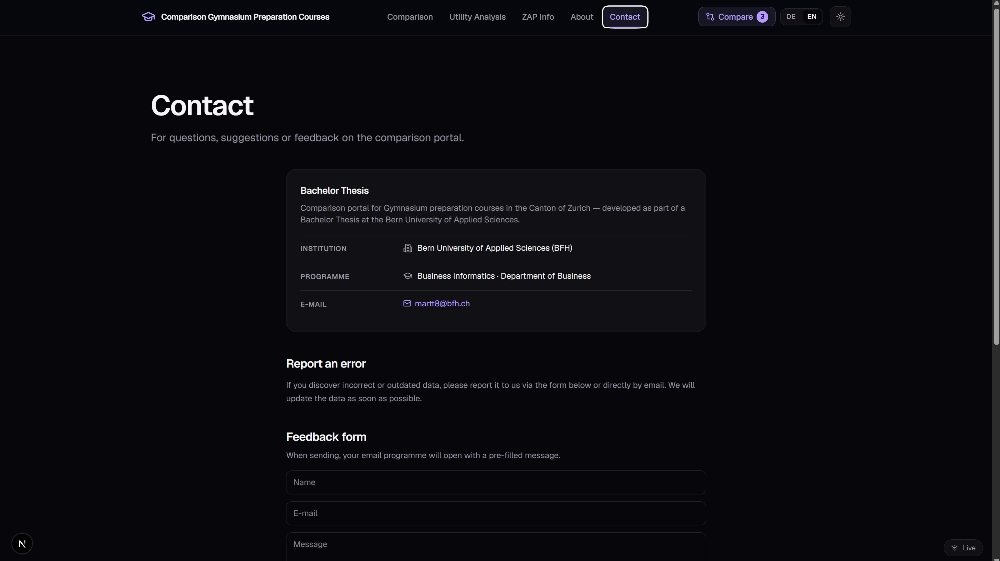 Comparison Gymnasium Preparation Courses
Comparison
Utility Analysis
ZAP Info
About
Contact
Compare 3
DE EN
Contact
For questions, suggestions or feedback on the comparison portal.
Bachelor Thesis
Comparison portal for Gymnasium preparation courses in the Canton of Zurich — developed as part of a
Bachelor Thesis at the Bern University of Applied Sciences.
INSTITUTION Bern University of Applied Sciences (BFH)
PROGRAMME Business Informatics · Department of Business
E-MAIL martt8@bfh.ch
Report an error
If you discover incorrect or outdated data, please report it to us via the form below or directly by email. We will
update the data as soon as possible.
Feedback form
When sending, your email programme will open with a pre-filled message.
Name
E-mail
Message
N
Live